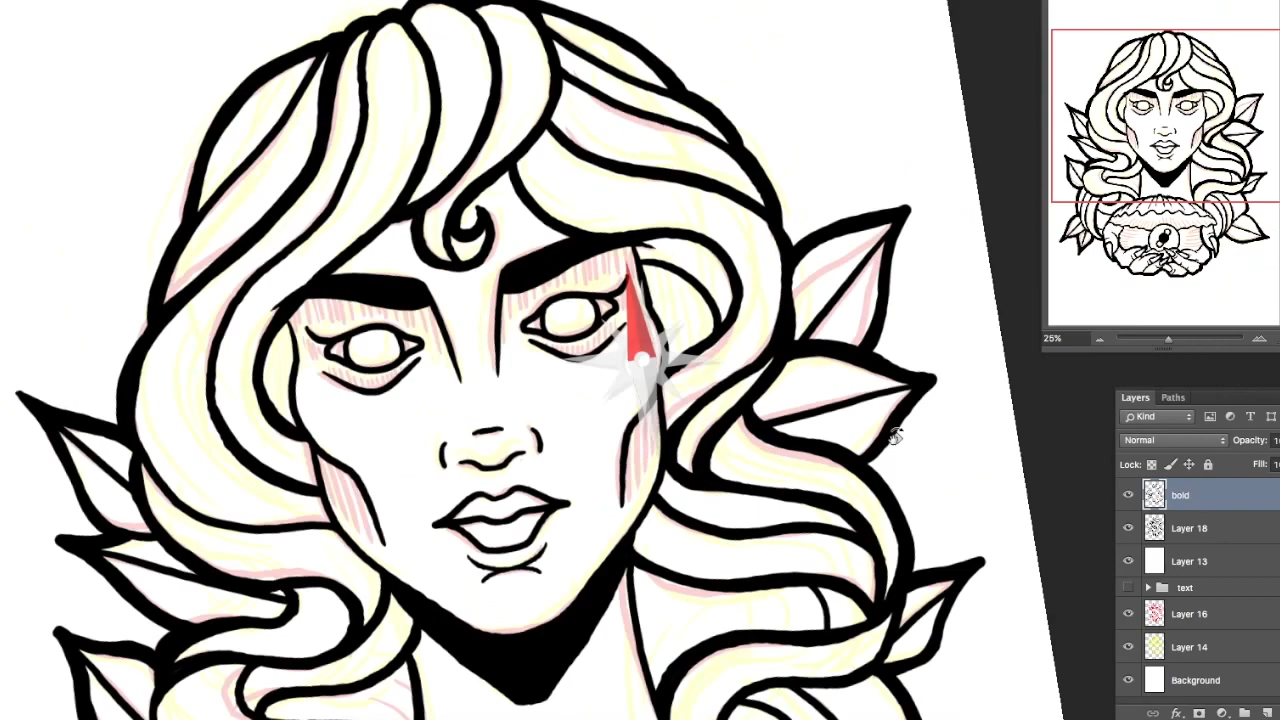 25%
Layers Paths
Kind
Normal Opacity:
Lock: Fill:
bold
Layer 18
Layer 13
text
Layer 16
Layer 14
Background
fx